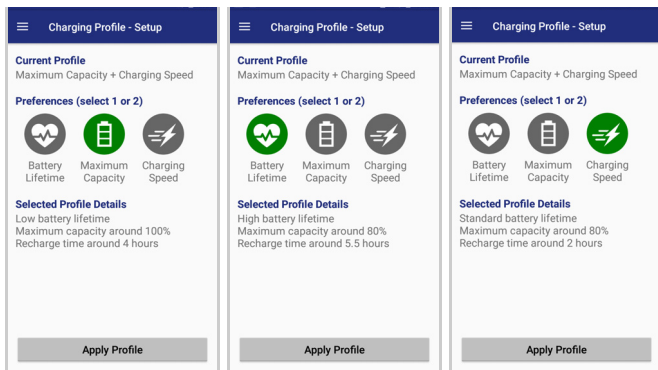 Charging Profile - Setup
Current Profile
Maximum Capacity + Charging Speed
Preferences (select 1 or 2)
Battery
Lifetime
Maximum
Capacity
Charging
Speed
Selected Profile Details
Low battery lifetime
Maximum capacity around 100%
Recharge time around 4 hours
Apply Profile
Charging Profile - Setup
Current Profile
Maximum Capacity + Charging Speed
Preferences (select 1 or 2)
Battery
Lifetime
Maximum
Capacity
Charging
Speed
Selected Profile Details
High battery lifetime
Maximum capacity around 80%
Recharge time around 5.5 hours
Apply Profile
Charging Profile - Setup
Current Profile
Maximum Capacity + Charging Speed
Preferences (select 1 or 2)
Battery
Lifetime
Maximum
Capacity
Charging
Speed
Selected Profile Details
Standard battery lifetime
Maximum capacity around 80%
Recharge time around 2 hours
Apply Profile